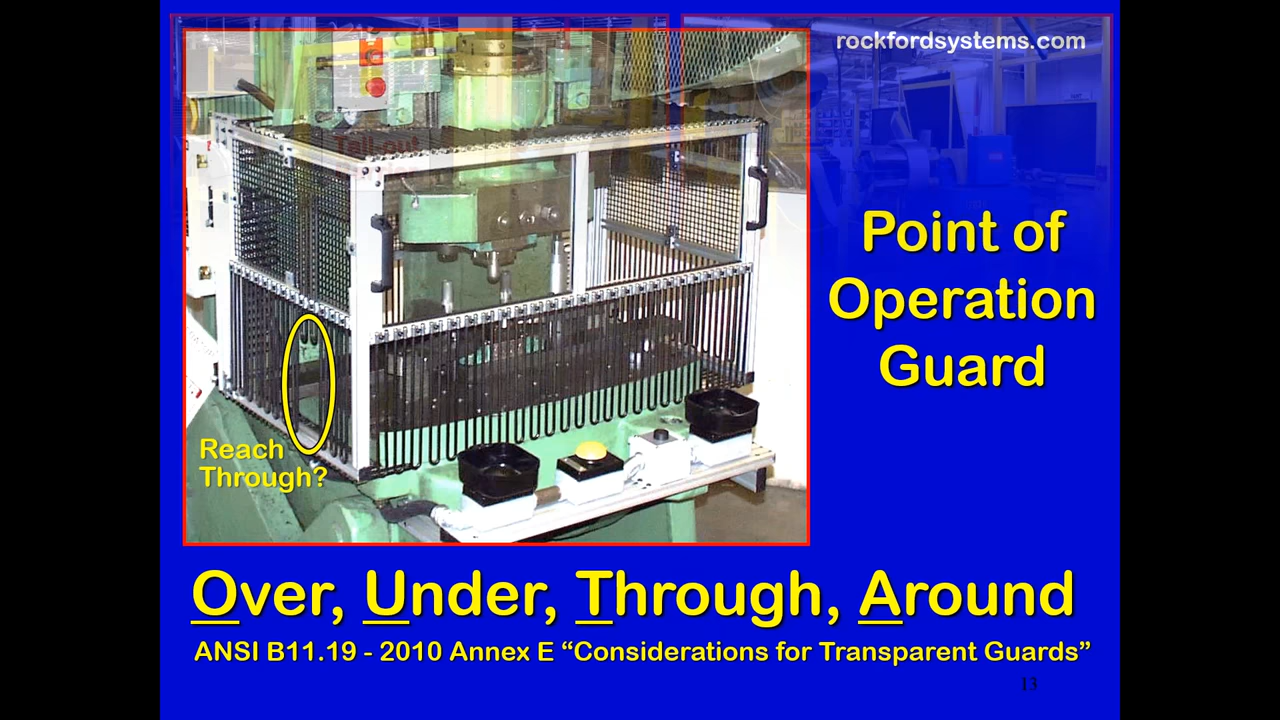 rockfordsystems.com
Point of
Operation
Guard
Reach
Through?
Over, Under, Through, Around
ANSI B11.19 - 2010 Annex E “Considerations for Transparent Guards”
13